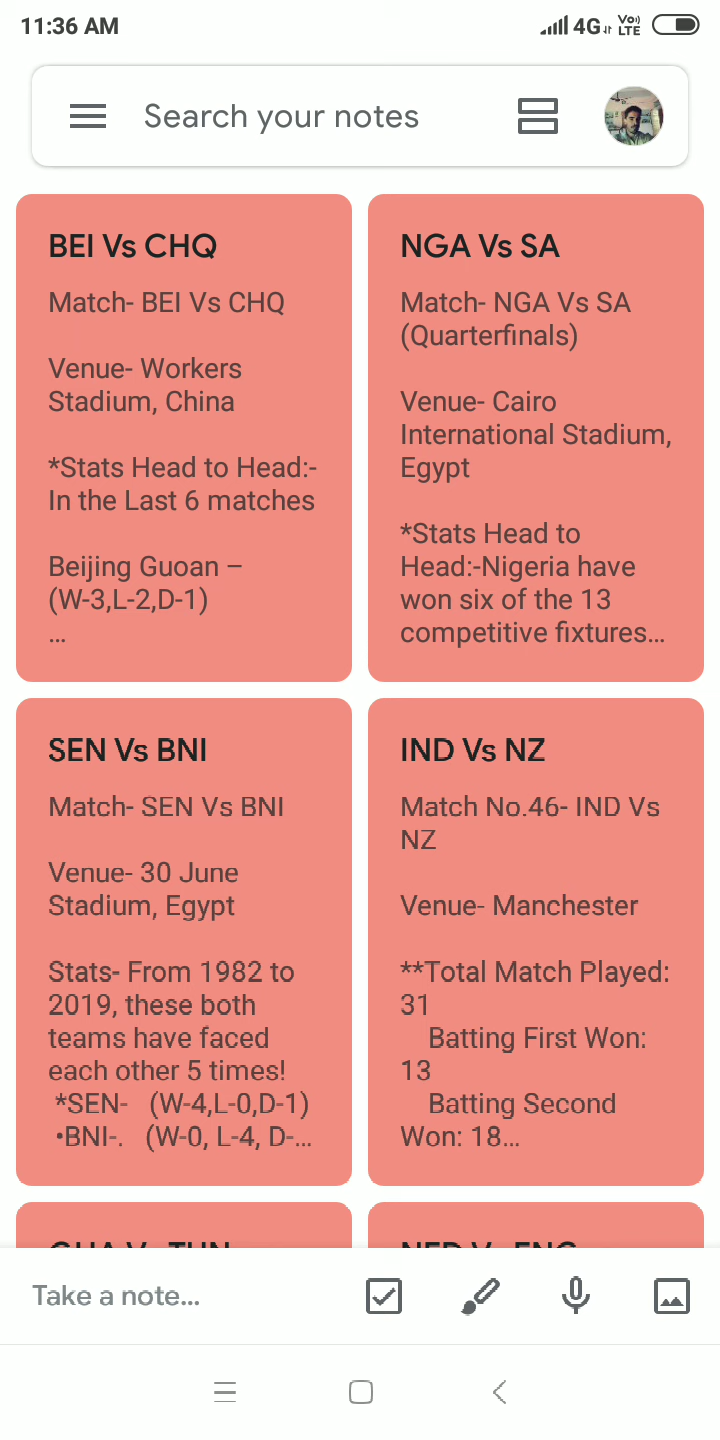 11:36 AM
4G
Vo)
LTE
Search your notes
BEI Vs CHQ
Match- BEI Vs CHQ
Venue- Workers
Stadium, China
*Stats Head to Head:-
In the Last 6 matches
Beijing Guoan –
(W-3,L-2,D-1)
...
NGA Vs SA
Match- NGA Vs SA
(Quarterfinals)
Venue- Cairo
International Stadium,
Egypt
*Stats Head to
Head:-Nigeria have
won six of the 13
competitive fixtures...
SEN Vs BNI
Match- SEN Vs BNI
Venue- 30 June
Stadium, Egypt
Stats- From 1982 to
2019, these both
teams have faced
each other 5 times!
*SEN-   (W-4,L-0,D-1)
•BNI-.   (W-0, L-4, D-...
IND Vs NZ
Match No.46- IND Vs
NZ
Venue- Manchester
**Total Match Played:
31
Batting First Won:
13
Batting Second
Won: 18...
Take a note...